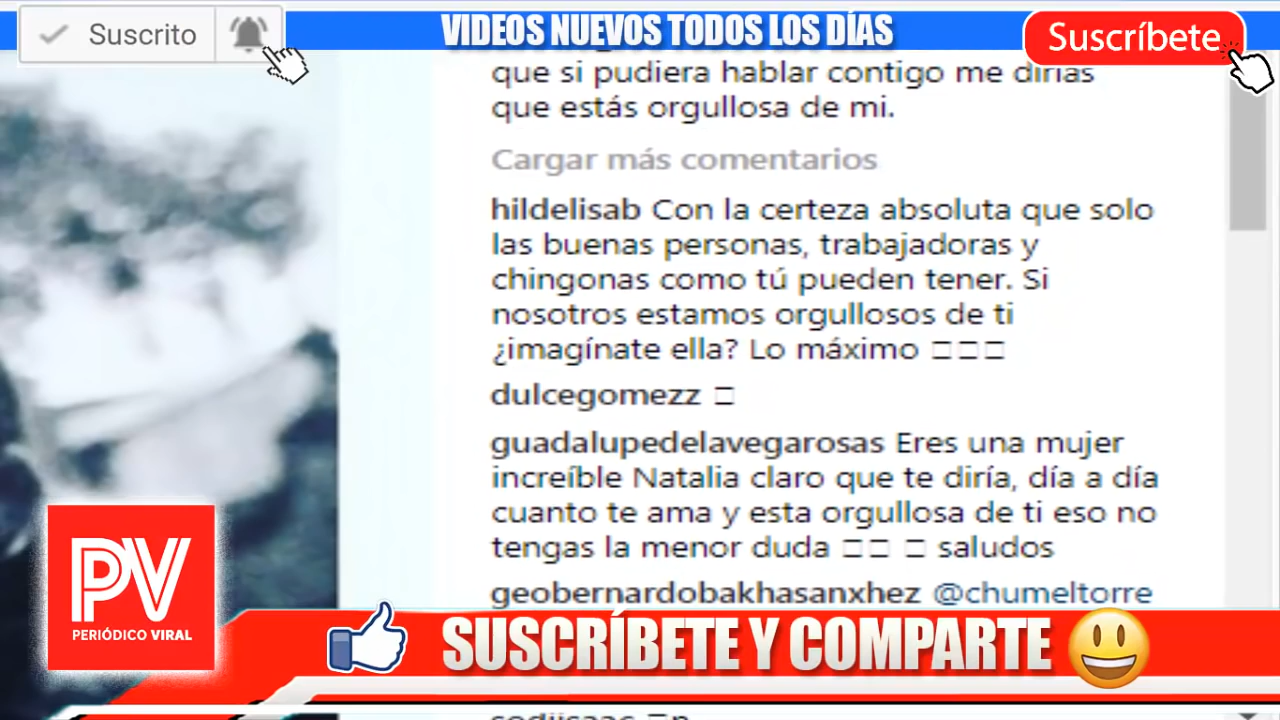 Suscrito
VIDEOS NUEVOS TODOS LOS DÍAS
Suscríbete
que si pudiera hablar contigo me dirías
que estás orgullosa de mi.
Cargar más comentarios
hildelisab Con la certeza absoluta que solo
las buenas personas, trabajadoras y
chingonas como tú pueden tener. Si
nosotros estamos orgullosos de ti
¿imagínate ella? Lo máximo
dulcegomezz
guadalupedelavegarosas Eres una mujer
increíble Natalia claro que te diría, día a día
cuanto te ama y esta orgullosa de ti eso no
tengas la menor duda saludos
geobernardobakhasanxhez @chumeltorre
PV
PERIÓDICO VIRAL
SUSCRÍBETE Y COMPARTE